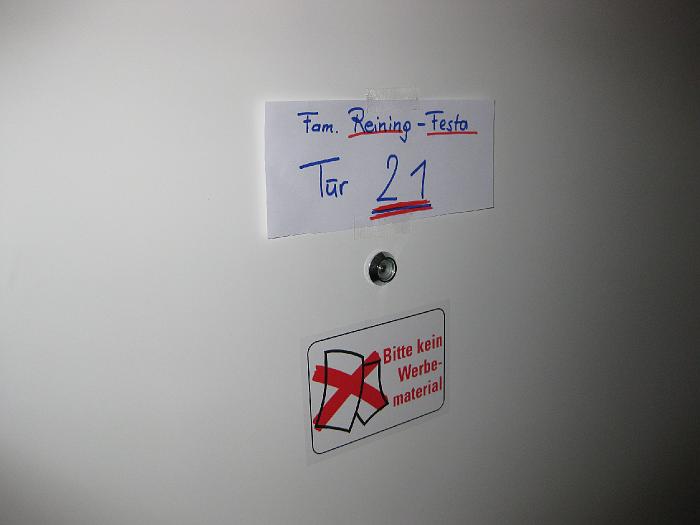 Fam. Reining - Festa
Tür 21
Bitte kein
Werbe-
material